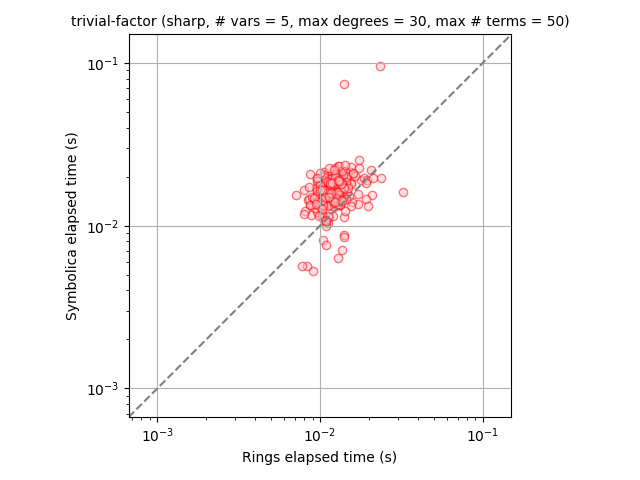 trivial-factor (sharp, # vars = 5, max degrees = 30, max # terms = 50)
10⁻¹
10⁻²
10⁻³
Symbolica elapsed time (s)
10⁻³ 10⁻² 10⁻¹
Rings elapsed time (s)